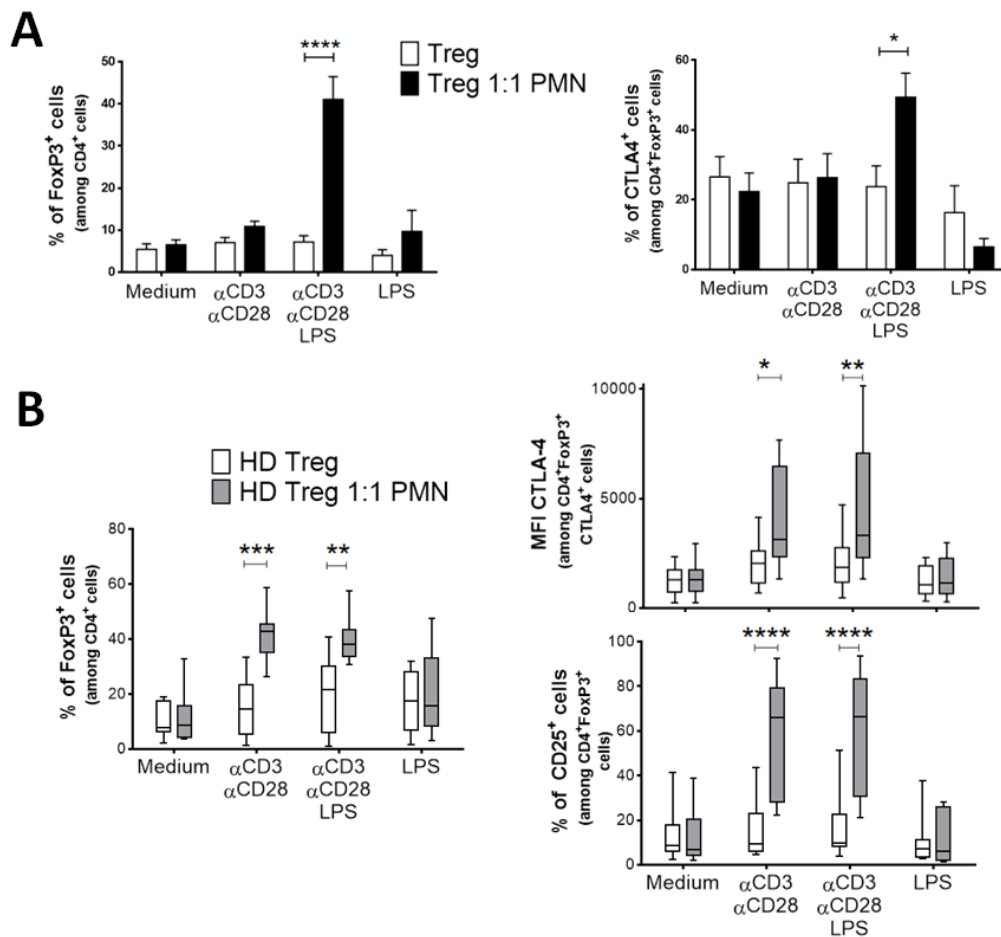 A
****
Treg
Treg 1:1 PMN
% of FoxP3⁺ cells
(among CD4⁺ cells)
50
40
30
20
10
0
Medium
αCD3
αCD28
αCD3
αCD28
LPS
LPS
*
% of CTLA4⁺ cells
(among CD4⁺FoxP3⁺ cells)
60
40
20
0
Medium
αCD3
αCD28
αCD3
αCD28
LPS
LPS
B
HD Treg
HD Treg 1:1 PMN
% of FoxP3⁺ cells
(among CD4⁺ cells)
80
60
40
20
0
***
**
Medium
αCD3
αCD28
αCD3
αCD28
LPS
LPS
MFI CTLA-4
(among CD4⁺FoxP3⁺
CTLA4⁺ cells)
10000
5000
0
*
**
% of CD25⁺ cells
(among CD4⁺FoxP3⁺
cells)
100
80
60
40
20
0
****
****
Medium
αCD3
αCD28
αCD3
αCD28
LPS
LPS